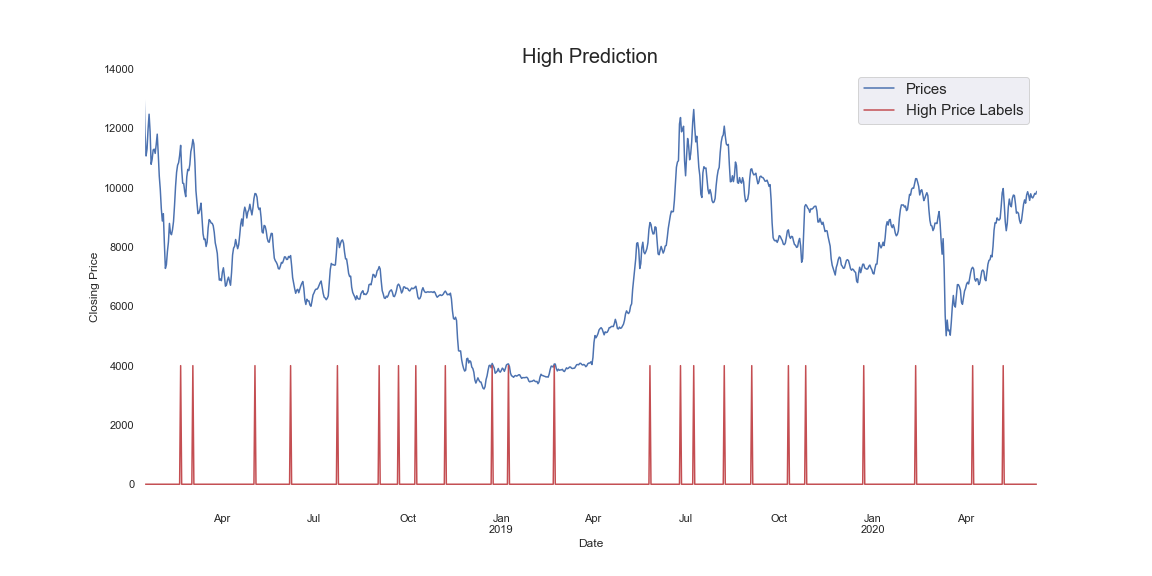 High Prediction
Prices
High Price Labels
14000
12000
10000
8000
6000
4000
2000
0
Closing Price
Apr Jul Oct Jan Apr Jul Oct Jan Apr
2019 2020
Date